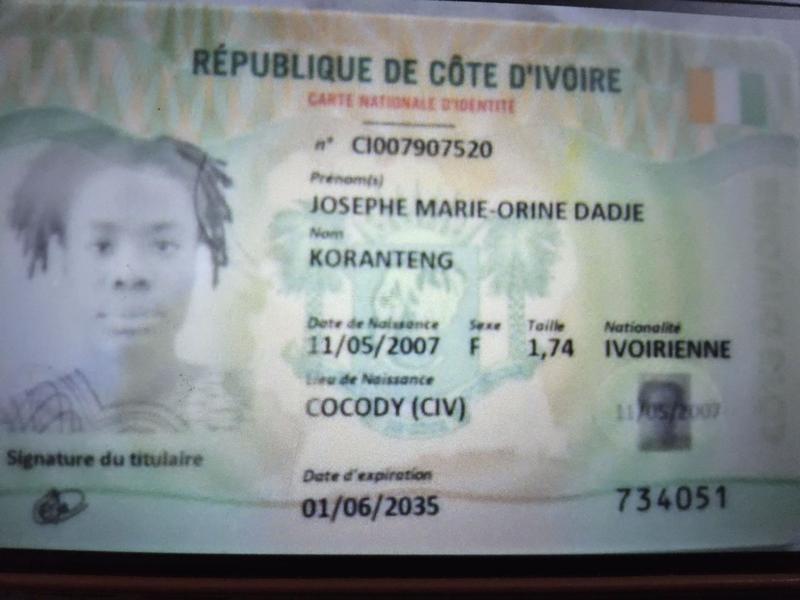 RÉPUBLIQUE DE CÔTE D'IVOIRE
CARTE NATIONALE D'IDENTITÉ
n° CI007907520
Prénom(s)
JOSEPHE MARIE-ORINE DADJE
Nom
KORANTENG
Date de Naissance Sexe Taille Nationalité
11/05/2007 F 1,74 IVOIRIENNE
Lieu de Naissance
COCODY (CIV)
11/05/2007
Signature du titulaire
Date d'expiration
01/06/2035
734051